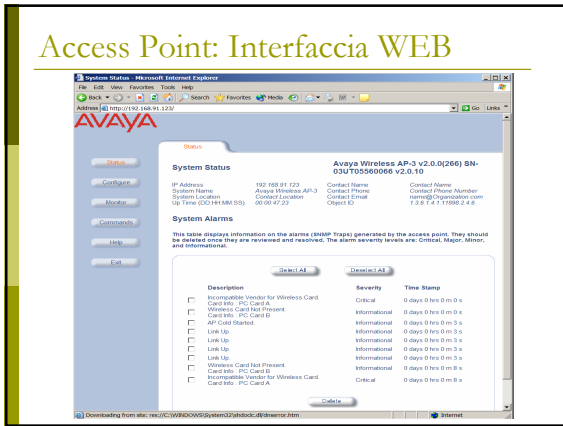 Access Point: Interfaccia WEB
System Status - Microsoft Internet Explorer
File Edit View Favorites Tools Help
Back Search Favorites Media
Address http://192.168.91.123/ Go Links
AVAYA
Status
Status
Configure
Monitor
Commands
Help
Exit
System Status
Avaya Wireless AP-3 v2.0.0(266) SN-03UT05560066 v2.0.10
IP Address 192.168.91.123 Contact Name Contact Name
System Name Avaya Wireless AP-3 Contact Phone Contact Phone Number
System Location Contact Location Contact Email name@Organization.com
Up Time (DD:HH:MM:SS) 00:00:47:23 Object ID 1.3.6.1.4.1.11898.2.4.6
System Alarms
This table displays information on the alarms (SNMP Traps) generated by the access point. They should
be deleted once they are reviewed and resolved. The alarm severity levels are: Critical, Major, Minor,
and Informational.
Select All Deselect All
Description Severity Time Stamp
Incompatible Vendor for Wireless Card.
Card Info : PC Card A Critical 0 days 0 hrs 0 m 0 s
Wireless Card Not Present.
Card Info : PC Card B Informational 0 days 0 hrs 0 m 0 s
AP Cold Started. Informational 0 days 0 hrs 0 m 3 s
Link Up. Informational 0 days 0 hrs 0 m 3 s
Link Up. Informational 0 days 0 hrs 0 m 3 s
Link Up. Informational 0 days 0 hrs 0 m 3 s
Wireless Card Not Present.
Card Info : PC Card B Informational 0 days 0 hrs 0 m 8 s
Incompatible Vendor for Wireless Card.
Card Info : PC Card A Critical 0 days 0 hrs 0 m 8 s
Delete
Downloading from site: res://C:\WINDOWS\System32\shdoclc.dll/dnserror.htm Internet